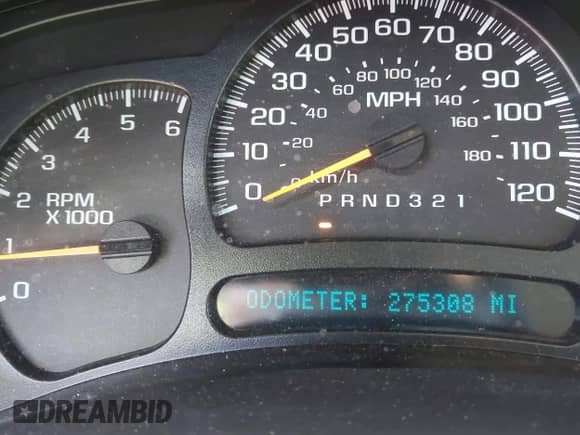 1 2 3 4 5 6
0
RPM
X 1000
0 10 20 30 40 50 60 70 80 90 100 110 120
20 40 60 80 100 120 140 160 180
MPH
km/h
P R N D 3 2 1
ODOMETER: 275308 MI
DREAMBID